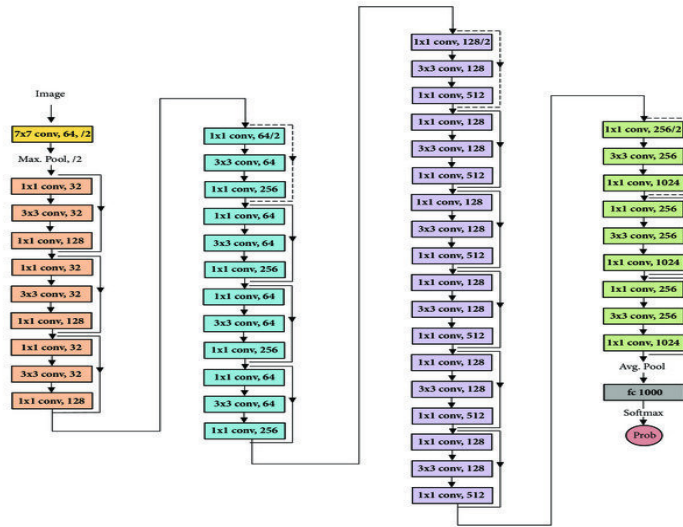 Image
7x7 conv, 64, /2
Max. Pool, /2
1x1 conv, 32
3x3 conv, 32
1x1 conv, 128
1x1 conv, 32
3x3 conv, 32
1x1 conv, 128
1x1 conv, 32
3x3 conv, 32
1x1 conv, 128
1x1 conv, 64/2
3x3 conv, 64
1x1 conv, 256
1x1 conv, 64
3x3 conv, 64
1x1 conv, 256
1x1 conv, 64
3x3 conv, 64
1x1 conv, 256
1x1 conv, 64
3x3 conv, 64
1x1 conv, 256
1x1 conv, 128/2
3x3 conv, 128
1x1 conv, 512
1x1 conv, 128
3x3 conv, 128
1x1 conv, 512
1x1 conv, 128
3x3 conv, 128
1x1 conv, 512
1x1 conv, 128
3x3 conv, 128
1x1 conv, 512
1x1 conv, 128
3x3 conv, 128
1x1 conv, 512
1x1 conv, 128
3x3 conv, 128
1x1 conv, 512
1x1 conv, 256/2
3x3 conv, 256
1x1 conv, 1024
1x1 conv, 256
3x3 conv, 256
1x1 conv, 1024
1x1 conv, 256
3x3 conv, 256
1x1 conv, 1024
Avg. Pool
fc 1000
Softmax
Prob